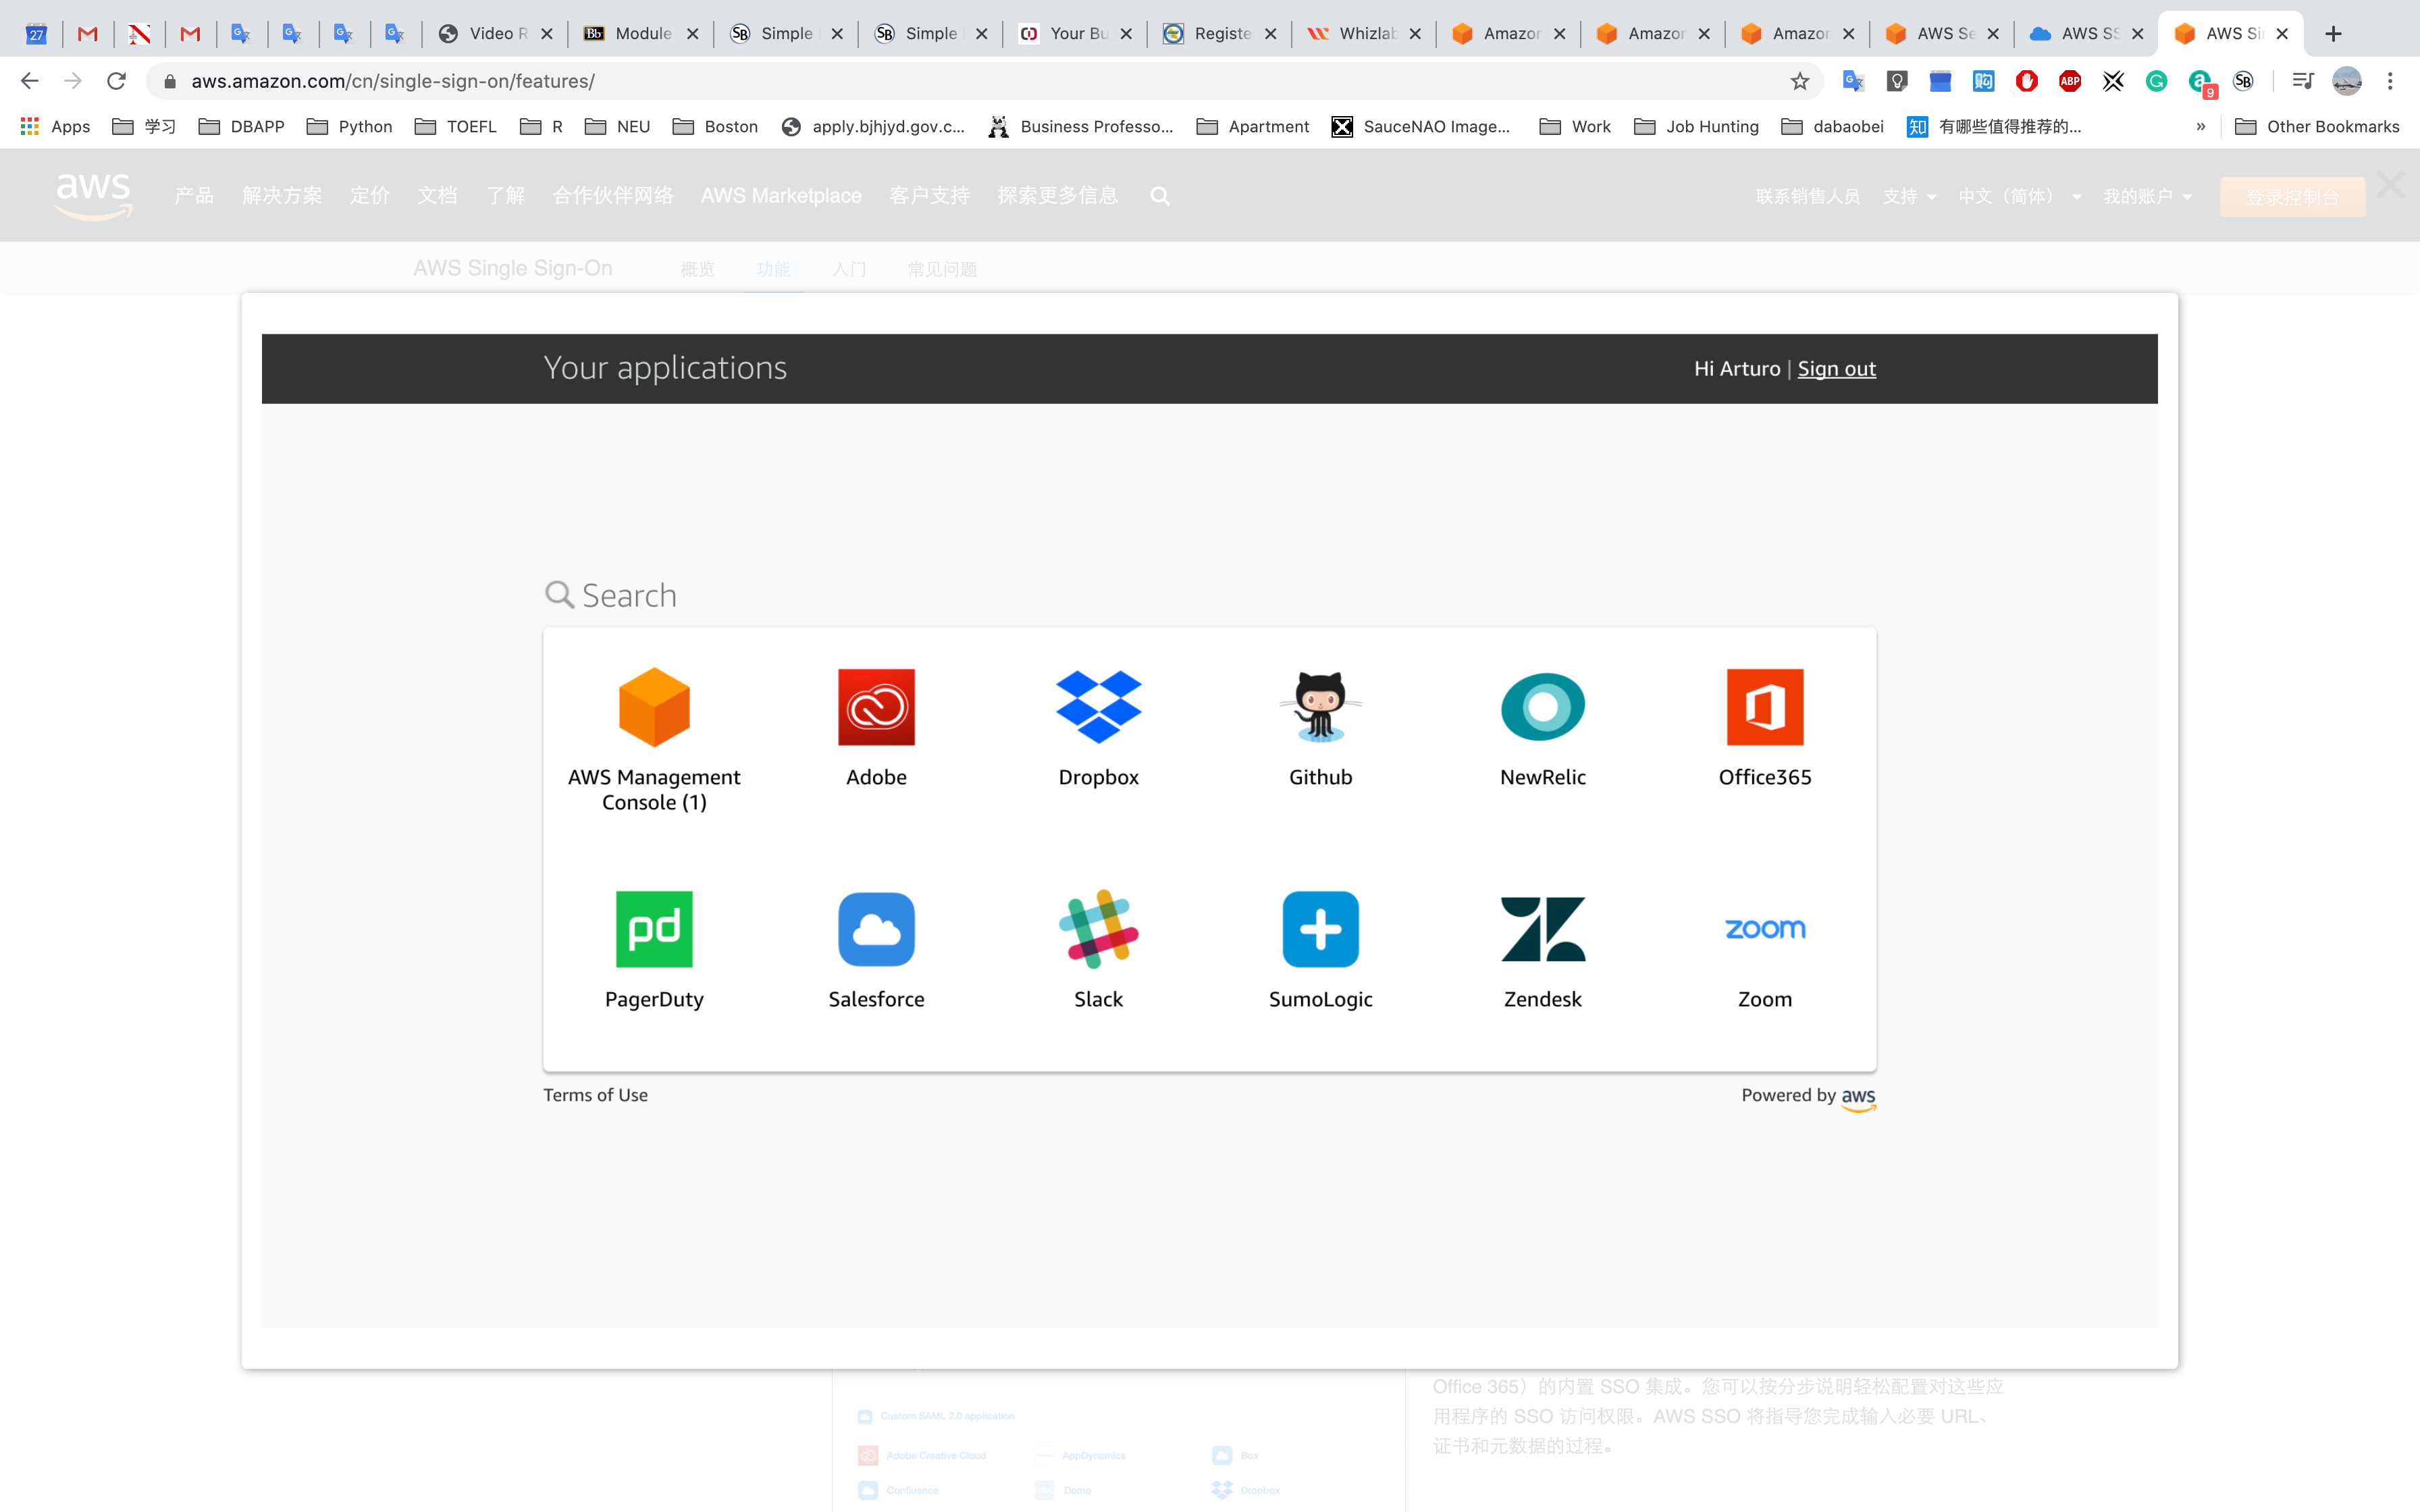 27
Video R
Bb
Module
SB
Simple
SB
Simple
Your Bu
Registe
Whizlab
Amazon
Amazon
Amazon
AWS Se
AWS SS
AWS Si
aws.amazon.com/cn/single-sign-on/features/
购
ABP
9
SB
Apps
学习
DBAPP
Python
TOEFL
R
NEU
Boston
apply.bjhjyd.gov.c...
Business Professo...
Apartment
SauceNAO Image...
Work
Job Hunting
dabaobei
知
有哪些值得推荐的...
»
Other Bookmarks
aws
产品
解决方案
定价
文档
了解
合作伙伴网络
AWS Marketplace
客户支持
探索更多信息
联系销售人员
支持
中文（简体）
我的账户
登录控制台
AWS Single Sign-On
概览
功能
入门
常见问题
Your applications
Hi Arturo | Sign out
Search
AWS Management
Console (1)
Adobe
Dropbox
Github
NewRelic
Office365
pd
PagerDuty
Salesforce
Slack
SumoLogic
Zendesk
zoom
Zoom
Terms of Use
Powered by aws
Office 365）的内置 SSO 集成。您可以按分步说明轻松配置对这些应
用程序的 SSO 访问权限。AWS SSO 将指导您完成输入必要 URL、
证书和元数据的过程。
Custom SAML 2.0 application
Adobe Creative Cloud
AppDynamics
Box
Confluence
Domo
Dropbox